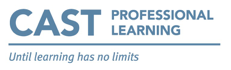 CAST PROFESSIONAL
LEARNING
Until learning has no limits